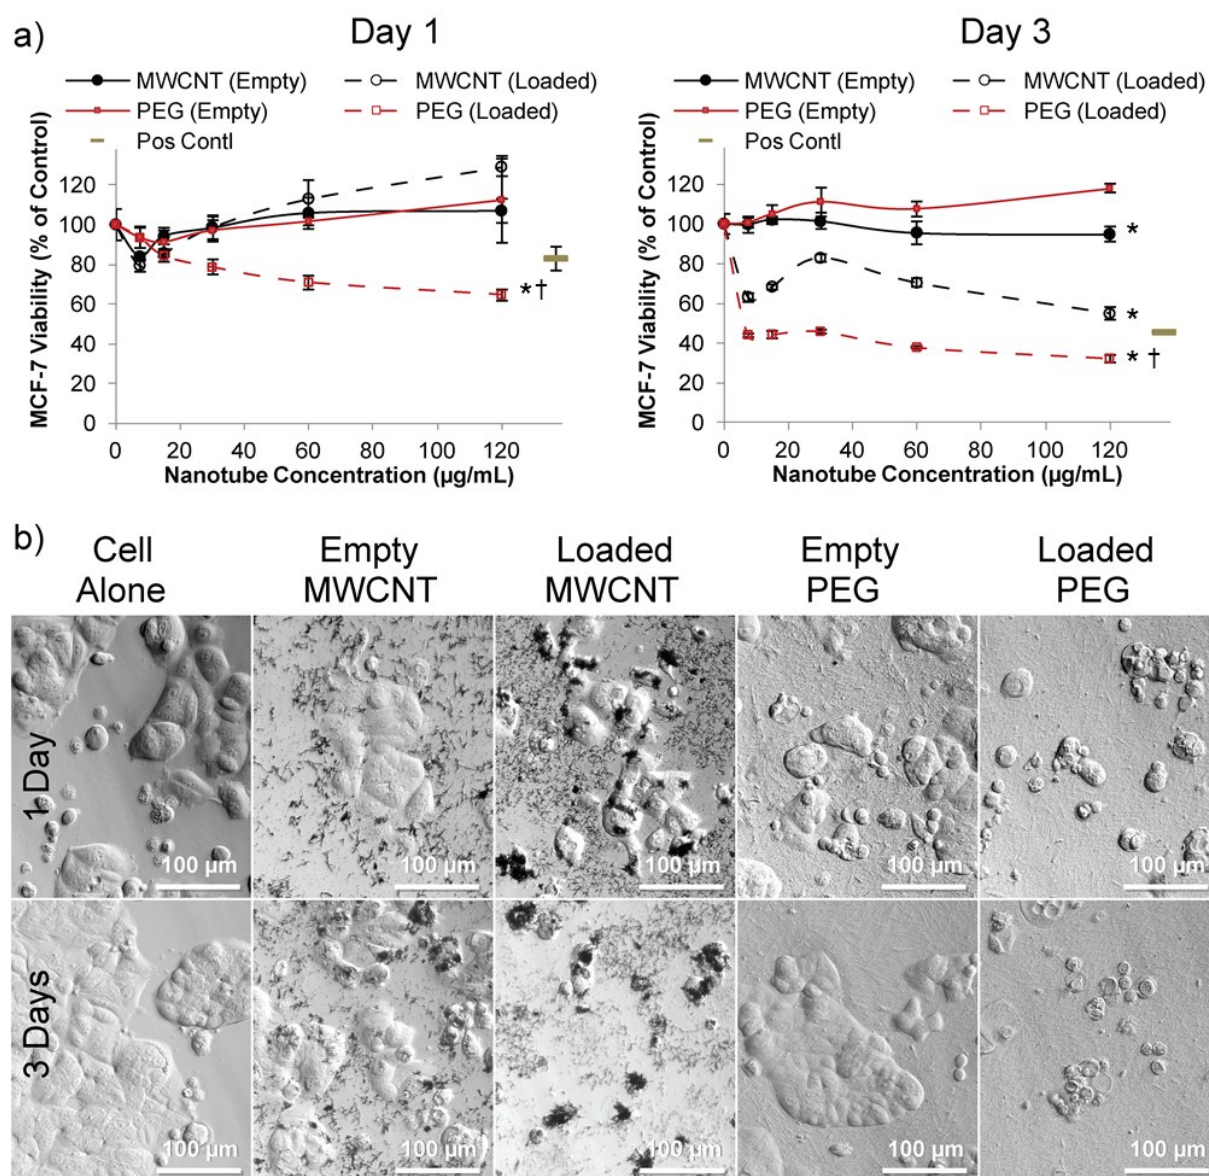 a)
Day 1
MWCNT (Empty)
MWCNT (Loaded)
PEG (Empty)
PEG (Loaded)
Pos Contl
MCF-7 Viability (% of Control)
120
100
80
60
40
20
0
* †
0 20 40 60 80 100 120
Nanotube Concentration (µg/mL)
Day 3
MWCNT (Empty)
MWCNT (Loaded)
PEG (Empty)
PEG (Loaded)
Pos Contl
MCF-7 Viability (% of Control)
120
100
80
60
40
20
0
*
*
* †
0 20 40 60 80 100 120
Nanotube Concentration (µg/mL)
b)
Cell
Alone
Empty
MWCNT
Loaded
MWCNT
Empty
PEG
Loaded
PEG
1 Day
100 µm
100 µm
100 µm
100 µm
100 µm
3 Days
100 µm
100 µm
100 µm
100 µm
100 µm